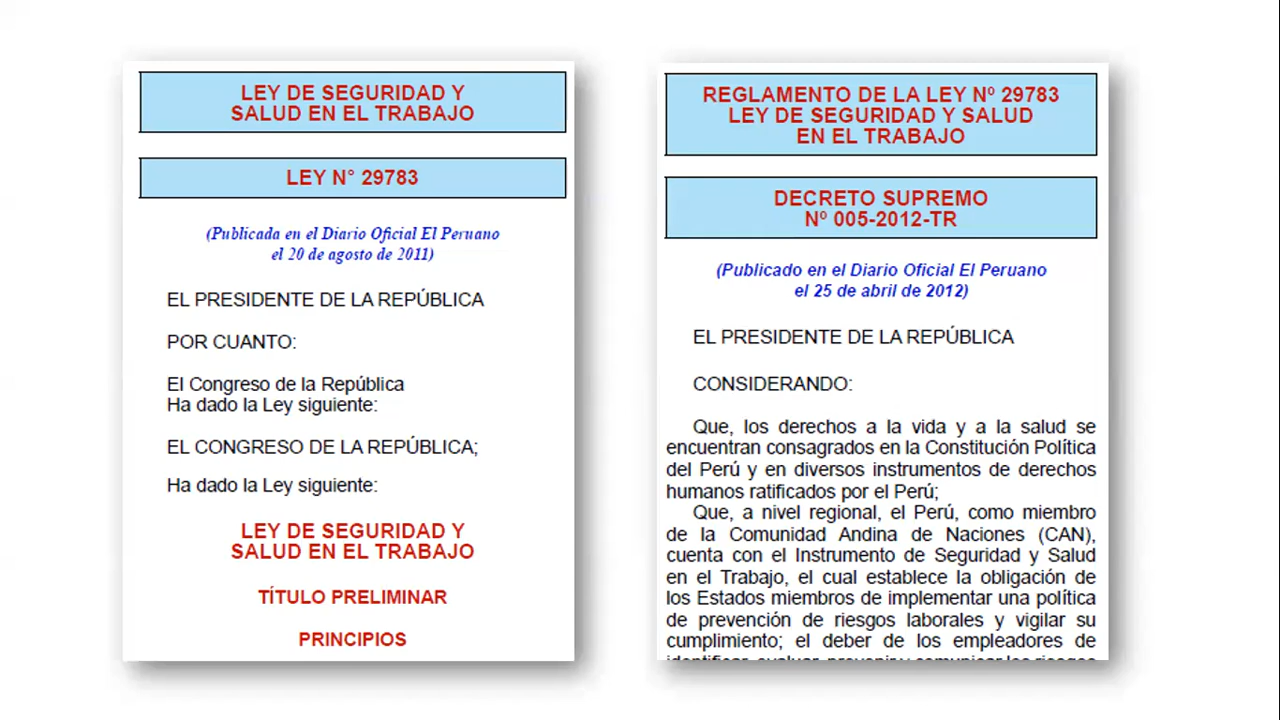 LEY DE SEGURIDAD Y
SALUD EN EL TRABAJO
LEY N° 29783
(Publicada en el Diario Oficial El Peruano
el 20 de agosto de 2011)
EL PRESIDENTE DE LA REPÚBLICA
POR CUANTO:
El Congreso de la República
Ha dado la Ley siguiente:
EL CONGRESO DE LA REPÚBLICA;
Ha dado la Ley siguiente:
LEY DE SEGURIDAD Y
SALUD EN EL TRABAJO
TÍTULO PRELIMINAR
PRINCIPIOS
REGLAMENTO DE LA LEY Nº 29783
LEY DE SEGURIDAD Y SALUD
EN EL TRABAJO
DECRETO SUPREMO
Nº 005-2012-TR
(Publicado en el Diario Oficial El Peruano
el 25 de abril de 2012)
EL PRESIDENTE DE LA REPÚBLICA
CONSIDERANDO:
Que, los derechos a la vida y a la salud se
encuentran consagrados en la Constitución Política
del Perú y en diversos instrumentos de derechos
humanos ratificados por el Perú;
Que, a nivel regional, el Perú, como miembro
de la Comunidad Andina de Naciones (CAN),
cuenta con el Instrumento de Seguridad y Salud
en el Trabajo, el cual establece la obligación de
los Estados miembros de implementar una política
de prevención de riesgos laborales y vigilar su
cumplimiento; el deber de los empleadores de
identificar, evaluar, prevenir y comunicar los riesgos